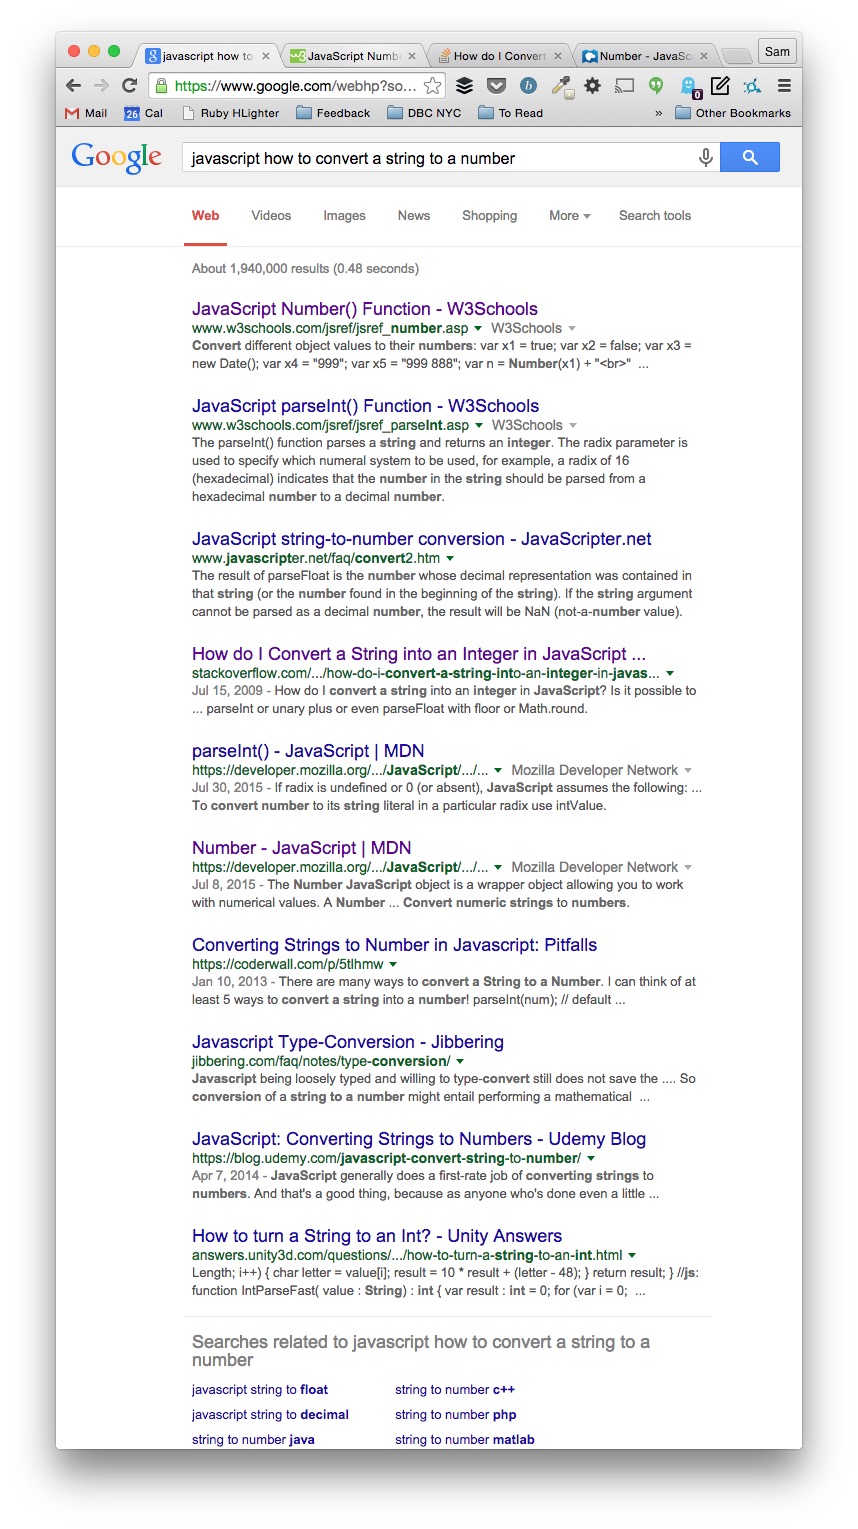 javascript how to
JavaScript Numb
How do I Convert
Number - JavaSc
Sam
https://www.google.com/webhp?so...
b
0
Mail
26 Cal
Ruby HLighter
Feedback
DBC NYC
To Read
»
Other Bookmarks
Google
javascript how to convert a string to a number
Web Videos Images News Shopping More Search tools
About 1,940,000 results (0.48 seconds)
JavaScript Number() Function - W3Schools
www.w3schools.com/jsref/jsref_number.asp W3Schools
Convert different object values to their numbers: var x1 = true; var x2 = false; var x3 =
new Date(); var x4 = "999"; var x5 = "999 888"; var n = Number(x1) + "<br>" ...
JavaScript parseInt() Function - W3Schools
www.w3schools.com/jsref/jsref_parseInt.asp W3Schools
The parseInt() function parses a string and returns an integer. The radix parameter is
used to specify which numeral system to be used, for example, a radix of 16
(hexadecimal) indicates that the number in the string should be parsed from a
hexadecimal number to a decimal number.
JavaScript string-to-number conversion - JavaScripter.net
www.javascripter.net/faq/convert2.htm
The result of parseFloat is the number whose decimal representation was contained in
that string (or the number found in the beginning of the string). If the string argument
cannot be parsed as a decimal number, the result will be NaN (not-a-number value).
How do I Convert a String into an Integer in JavaScript ...
stackoverflow.com/.../how-do-i-convert-a-string-into-an-integer-in-javas...
Jul 15, 2009 - How do I convert a string into an integer in JavaScript? Is it possible to
... parseInt or unary plus or even parseFloat with floor or Math.round.
parseInt() - JavaScript | MDN
https://developer.mozilla.org/.../JavaScript/.../... Mozilla Developer Network
Jul 30, 2015 - If radix is undefined or 0 (or absent), JavaScript assumes the following: ...
To convert number to its string literal in a particular radix use intValue.
Number - JavaScript | MDN
https://developer.mozilla.org/.../JavaScript/.../... Mozilla Developer Network
Jul 8, 2015 - The Number JavaScript object is a wrapper object allowing you to work
with numerical values. A Number ... Convert numeric strings to numbers.
Converting Strings to Number in Javascript: Pitfalls
https://coderwall.com/p/5tlhmw
Jan 10, 2013 - There are many ways to convert a String to a Number. I can think of at
least 5 ways to convert a string into a number! parseInt(num); // default ...
Javascript Type-Conversion - Jibbering
jibbering.com/faq/notes/type-conversion/
Javascript being loosely typed and willing to type-convert still does not save the .... So
conversion of a string to a number might entail performing a mathematical ...
JavaScript: Converting Strings to Numbers - Udemy Blog
https://blog.udemy.com/javascript-convert-string-to-number/
Apr 7, 2014 - JavaScript generally does a first-rate job of converting strings to
numbers. And that's a good thing, because as anyone who's done even a little ...
How to turn a String to an Int? - Unity Answers
answers.unity3d.com/questions/.../how-to-turn-a-string-to-an-int.html
Length; i++) { char letter = value[i]; result = 10 * result + (letter - 48); } return result; } //js:
function IntParseFast( value : String) : int { var result : int = 0; for (var i = 0; ...
Searches related to javascript how to convert a string to a
number
javascript string to float
string to number c++
javascript string to decimal
string to number php
string to number java
string to number matlab